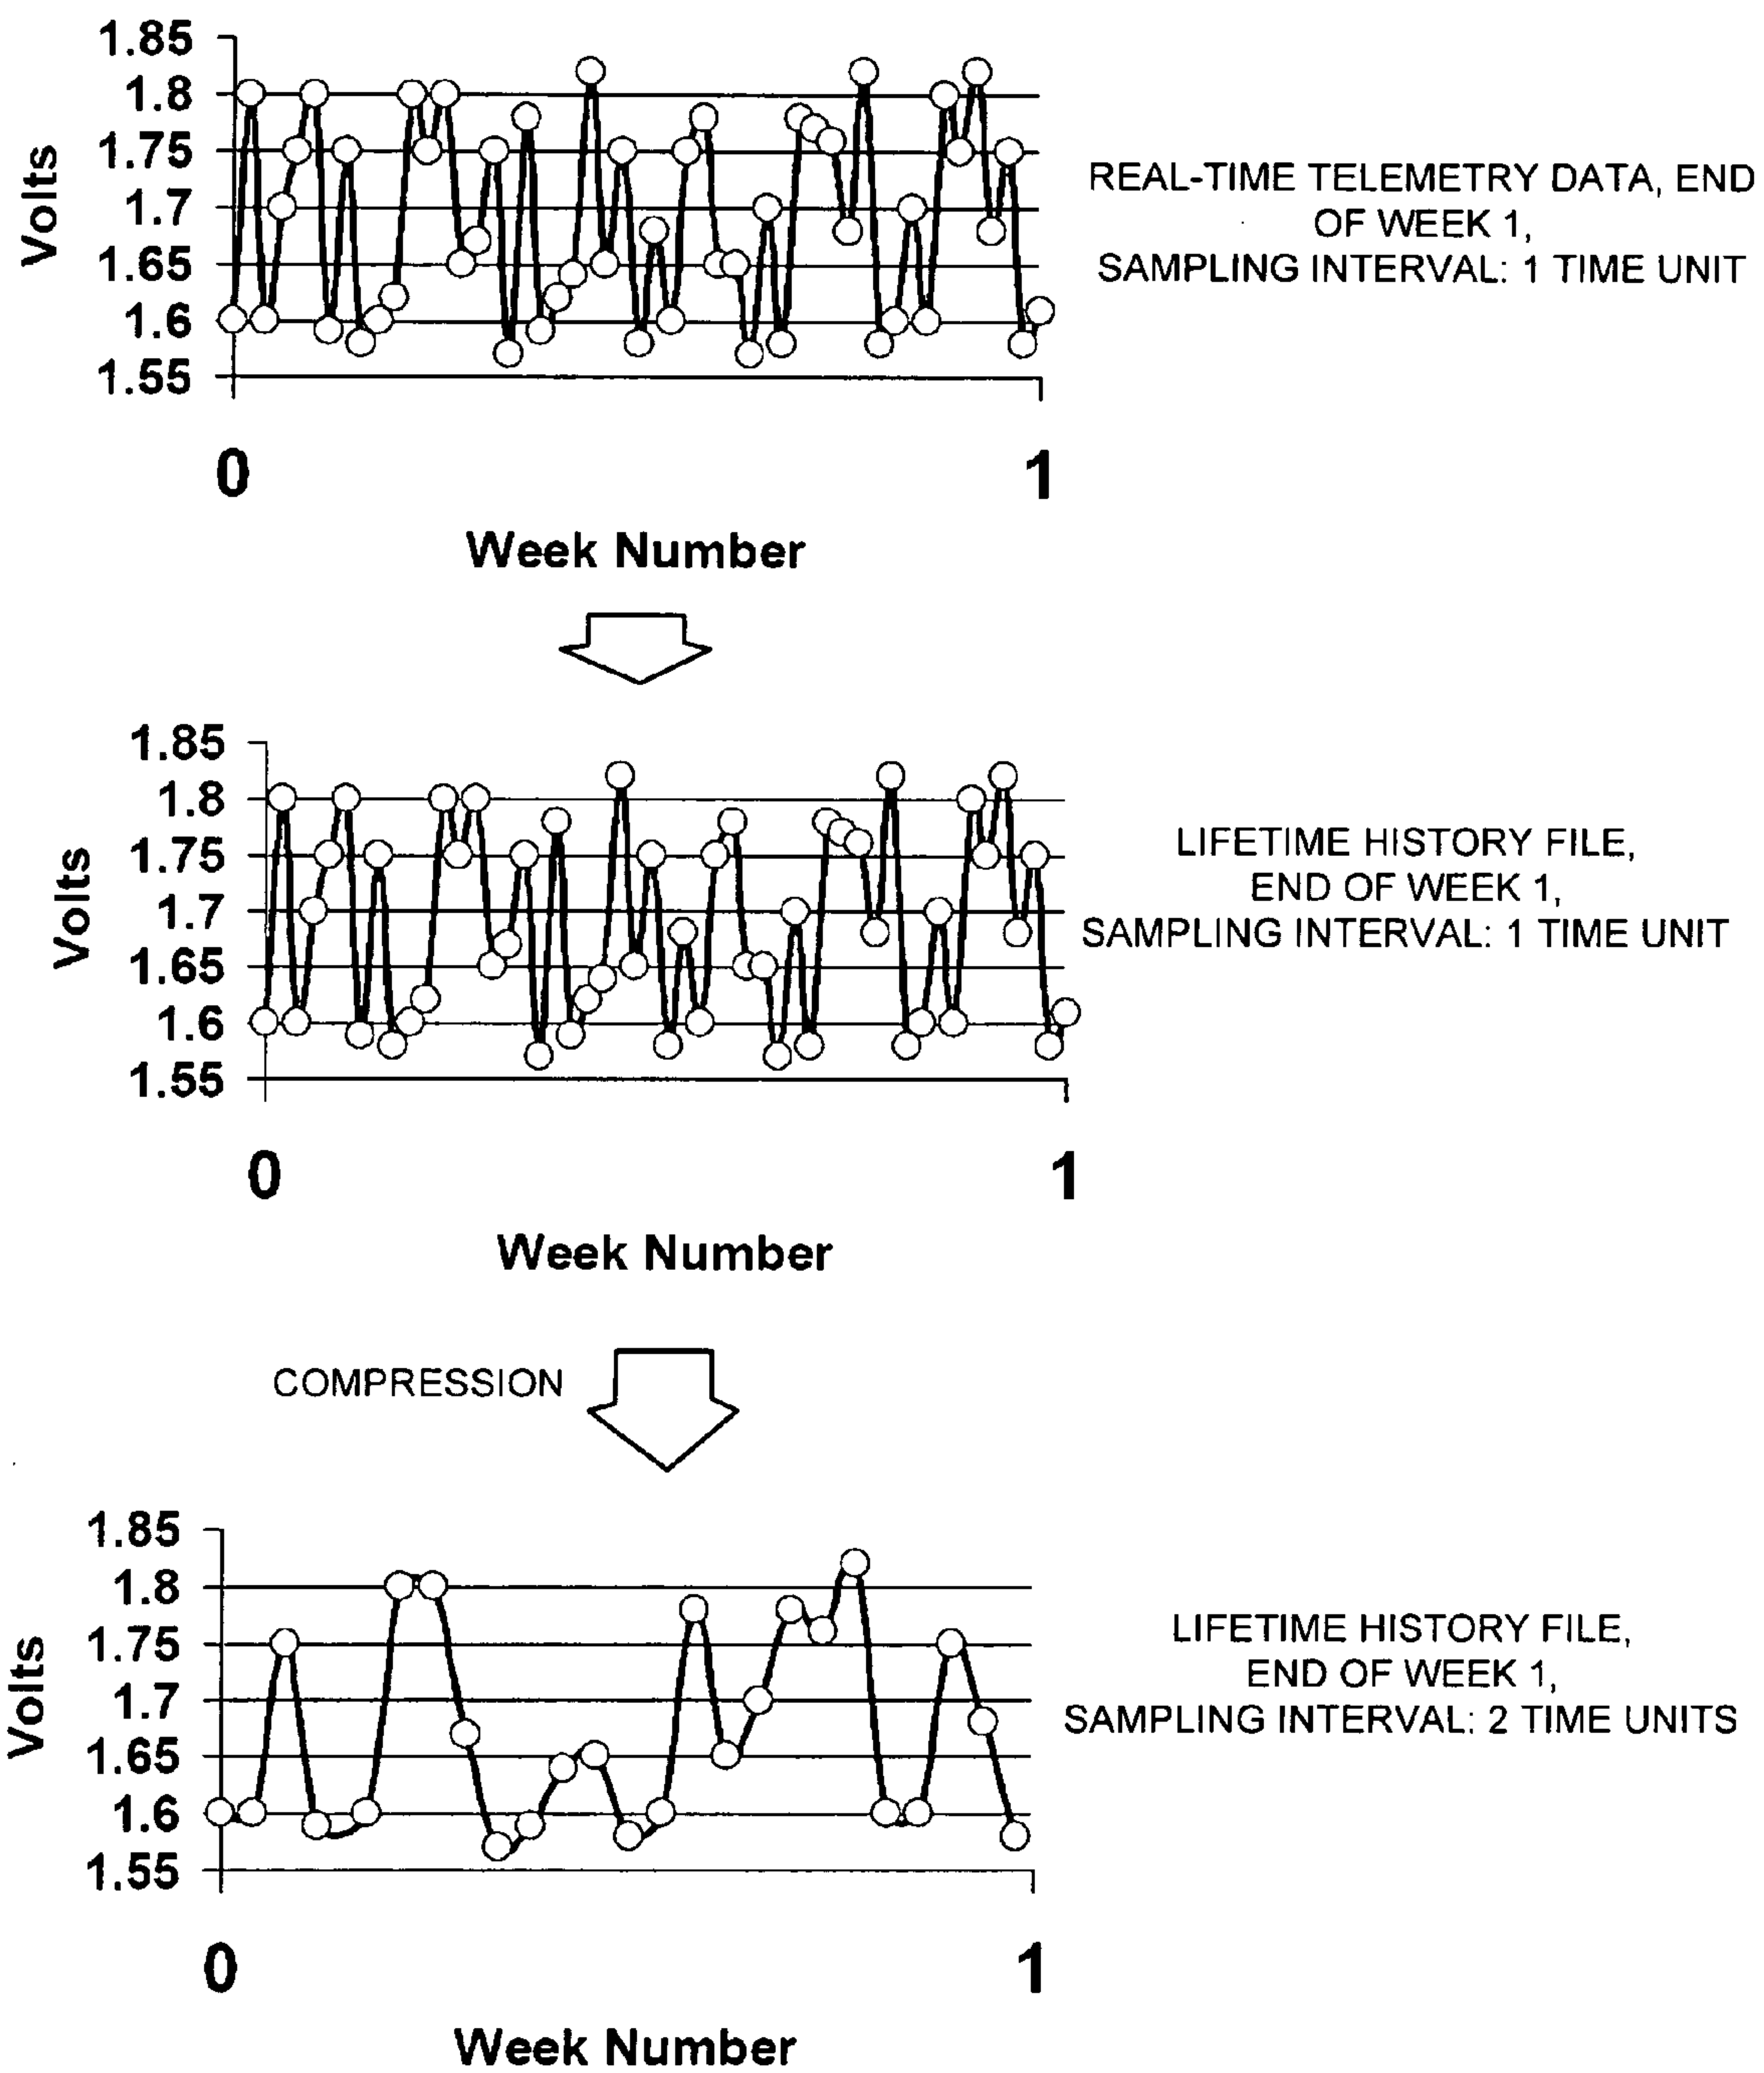 1.85
1.8
1.75
1.7
1.65
1.6
1.55
Volts
0
1
Week Number
REAL-TIME TELEMETRY DATA, END
OF WEEK 1,
SAMPLING INTERVAL: 1 TIME UNIT
1.85
1.8
1.75
1.7
1.65
1.6
1.55
Volts
0
1
Week Number
LIFETIME HISTORY FILE,
END OF WEEK 1,
SAMPLING INTERVAL: 1 TIME UNIT
COMPRESSION
1.85
1.8
1.75
1.7
1.65
1.6
1.55
Volts
0
1
Week Number
LIFETIME HISTORY FILE,
END OF WEEK 1,
SAMPLING INTERVAL: 2 TIME UNITS